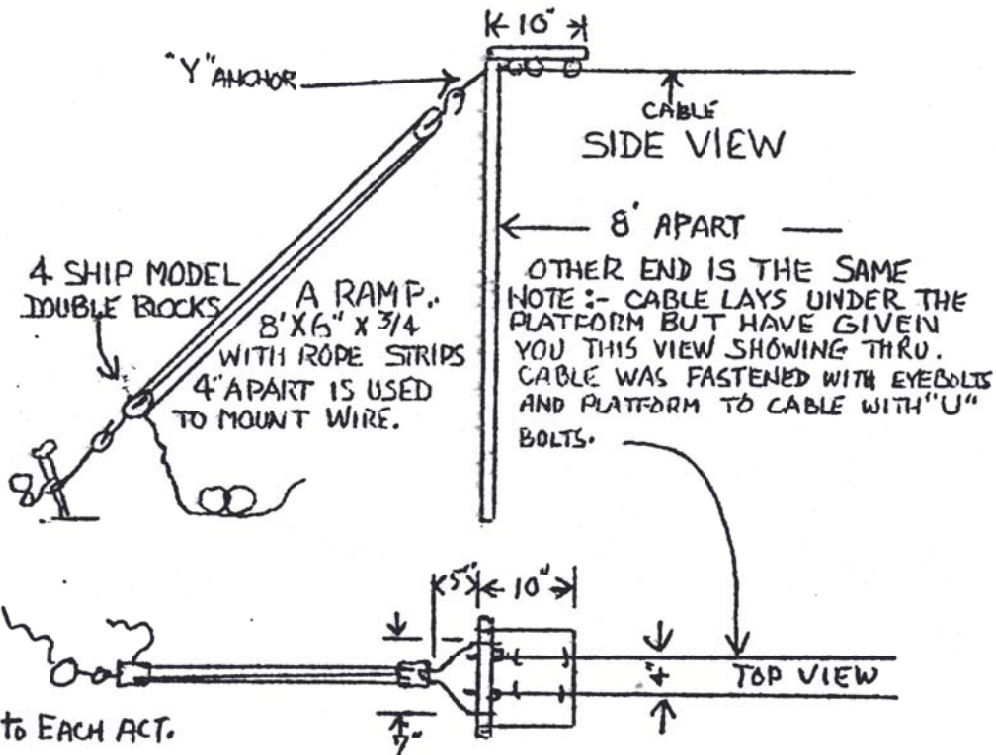 10"
"Y" ANCHOR
CABLE
SIDE VIEW
8' APART
4 SHIP MODEL
DOUBLE BLOCKS
A RAMP..
8'X6"X 3/4
WITH ROPE STRIPS
4" APART IS USED
TO MOUNT WIRE.
OTHER END IS THE SAME
NOTE:- CABLE LAYS UNDER THE
PLATFORM BUT HAVE GIVEN
YOU THIS VIEW SHOWING THRU.
CABLE WAS FASTENED WITH EYEBOLTS
AND PLATFORM TO CABLE WITH "U"
BOLTS.
5" 10"
4"
TOP VIEW
7"
to EACH ACT.